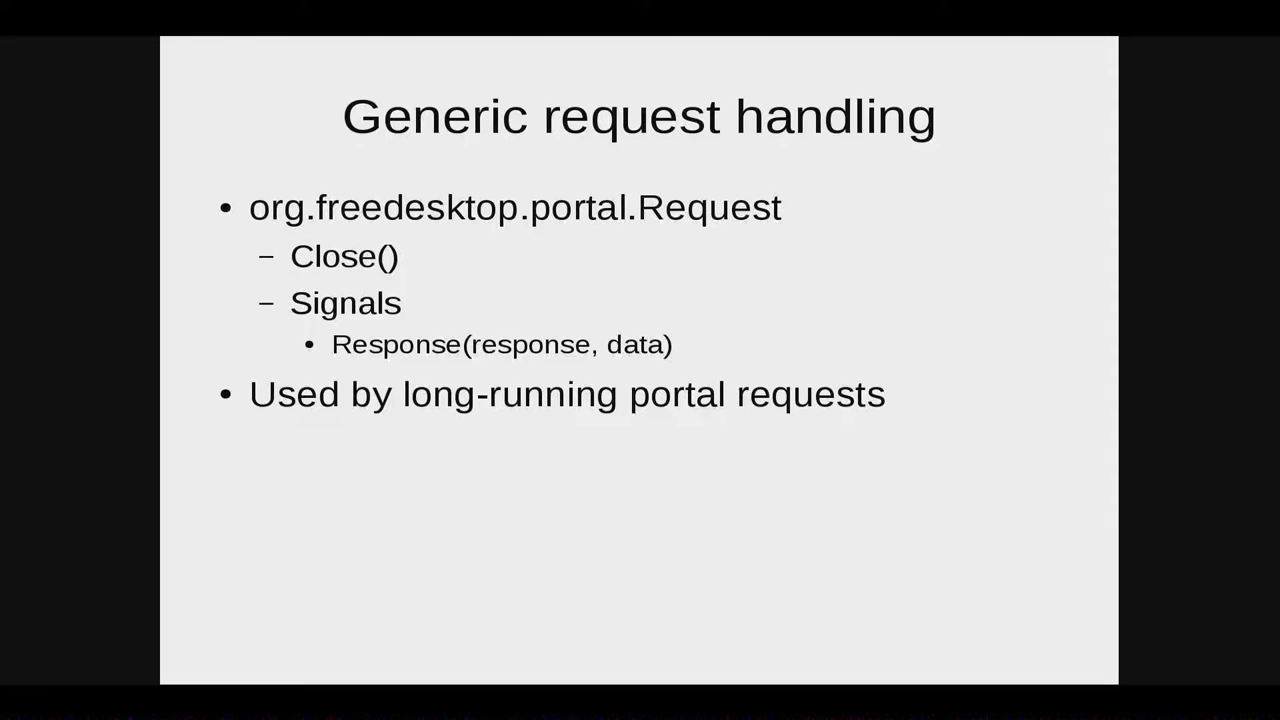 Generic request handling
• org.freedesktop.portal.Request
– Close()
– Signals
• Response(response, data)
• Used by long-running portal requests